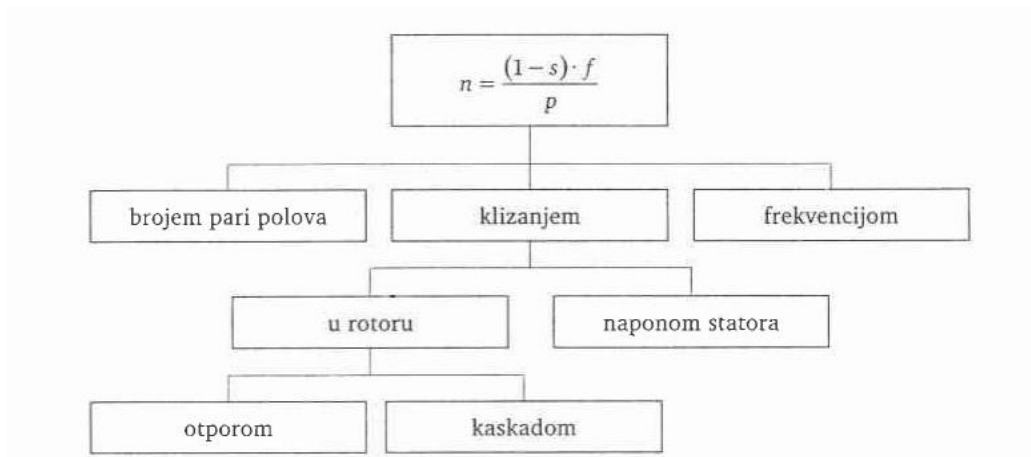 n = (1 – s) · f / p
brojem pari polova
klizanjem
frekvencijom
u rotoru
naponom statora
otporom
kaskadom